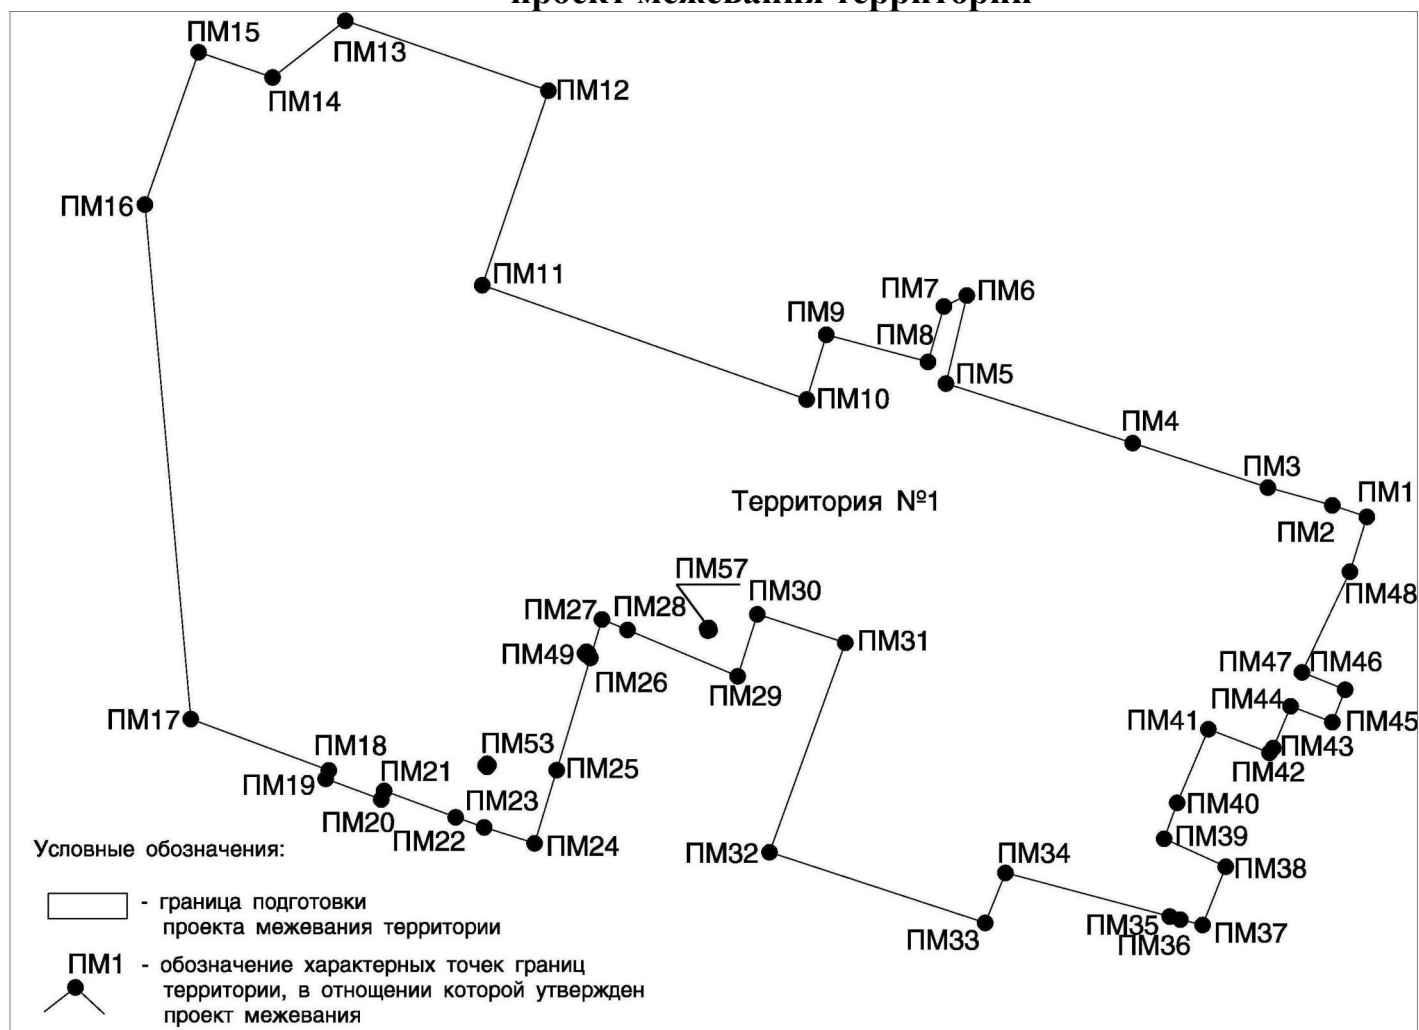 проект межевания территории
ПМ15
ПМ13
ПМ14
ПМ12
ПМ16
ПМ11
ПМ7
ПМ6
ПМ9
ПМ8
ПМ5
ПМ10
ПМ4
ПМ3
ПМ1
ПМ2
Территория №1
ПМ57
ПМ48
ПМ27
ПМ28
ПМ30
ПМ31
ПМ49
ПМ26
ПМ29
ПМ47
ПМ46
ПМ44
ПМ45
ПМ41
ПМ43
ПМ42
ПМ17
ПМ18
ПМ53
ПМ25
ПМ19
ПМ21
ПМ20
ПМ23
ПМ22
ПМ24
ПМ40
ПМ39
ПМ38
ПМ32
ПМ34
ПМ33
ПМ35
ПМ36
ПМ37
Условные обозначения:
- граница подготовки
проекта межевания территории
ПМ1 - обозначение характерных точек границ
территории, в отношении которой утвержден
проект межевания